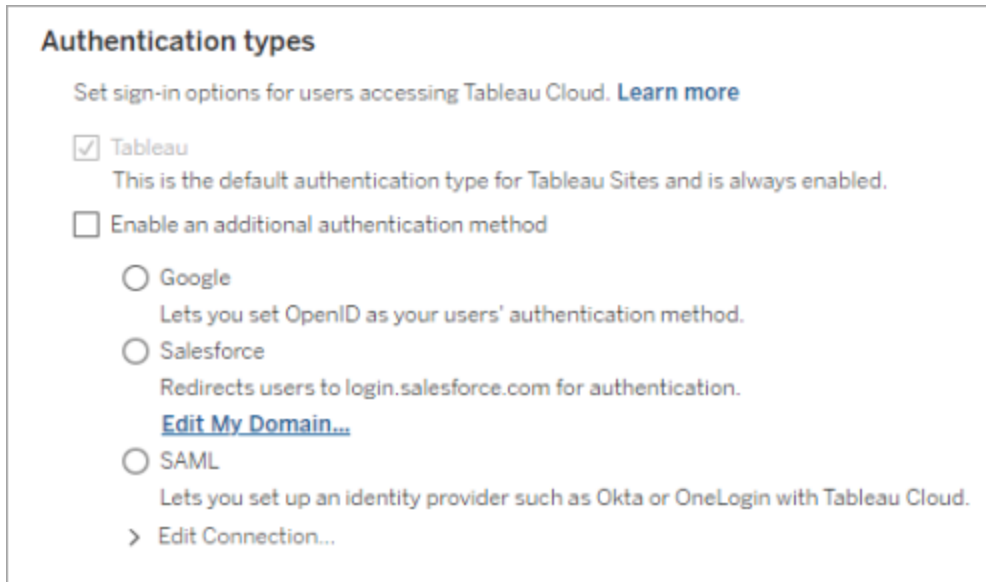 Authentication types
Set sign-in options for users accessing Tableau Cloud. Learn more
Tableau
This is the default authentication type for Tableau Sites and is always enabled.
Enable an additional authentication method
Google
Lets you set OpenID as your users' authentication method.
Salesforce
Redirects users to login.salesforce.com for authentication.
Edit My Domain...
SAML
Lets you set up an identity provider such as Okta or OneLogin with Tableau Cloud.
Edit Connection...